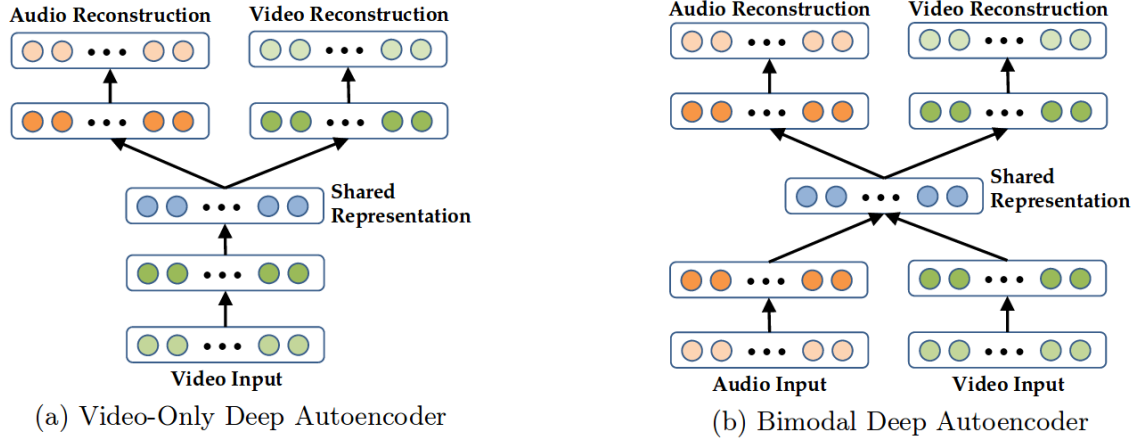 Audio Reconstruction Video Reconstruction
Shared
Representation
Video Input
(a) Video-Only Deep Autoencoder
Audio Reconstruction Video Reconstruction
Shared
Representation
Audio Input Video Input
(b) Bimodal Deep Autoencoder